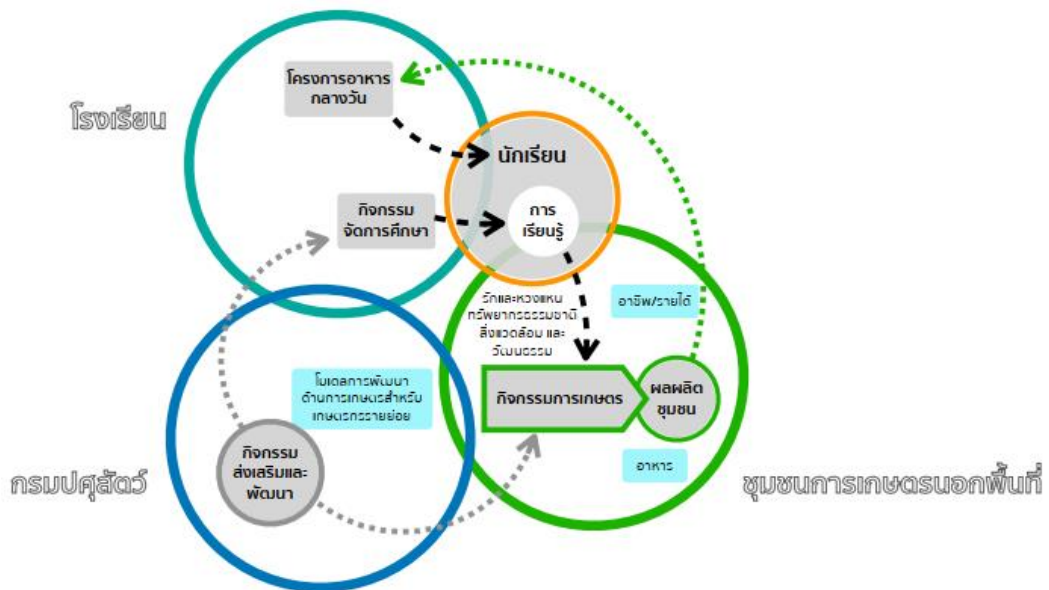 โครงการอาหาร
กลางวัน
โรงเรียน
นักเรียน
กิจกรรม
จัดการศึกษา
การ
เรียนรู้
รักและหวงแหน
ทรัพยากรธรรมชาติ
สิ่งแวดล้อม และ
วัฒนธรรม
อาชีพ/รายได้
โมเดลการพัฒนา
ด้านการเกษตรสำหรับ
เกษตรกรรายย่อย
กิจกรรมการเกษตร
ผลผลิต
ชุมชน
กิจกรรม
ส่งเสริมและ
พัฒนา
อาหาร
กรมปศุสัตว์
ชุมชนการเกษตรนอกพื้นที่